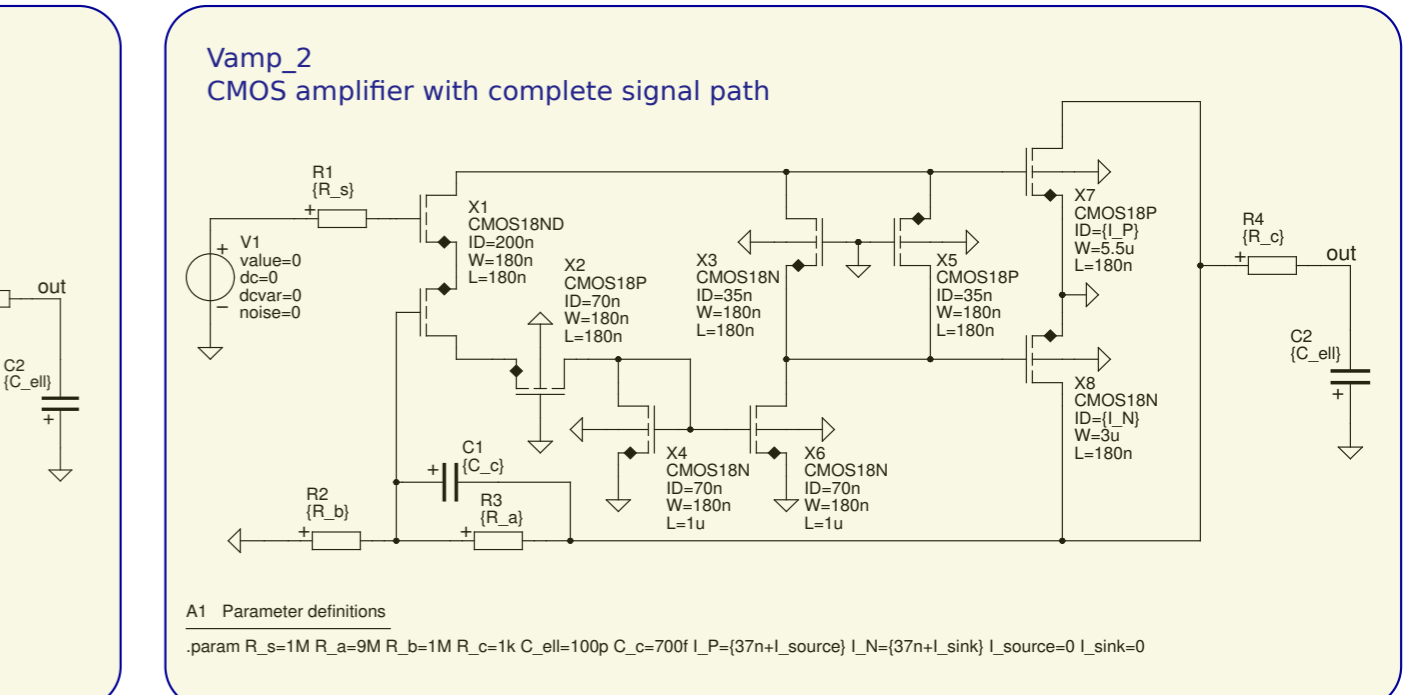 Vamp_2
CMOS amplifier with complete signal path
out
C2
{C_ell}
+
R1
{R_s}
+
V1
+
value=0
dc=0
dcvar=0
noise=0
−
X1
CMOS18ND
ID=200n
W=180n
L=180n
X2
CMOS18P
ID=70n
W=180n
L=180n
X3
CMOS18N
ID=35n
W=180n
L=180n
X5
CMOS18P
ID=35n
W=180n
L=180n
X7
CMOS18P
ID={I_P}
W=5.5u
L=180n
R4
{R_c}
+
out
C2
{C_ell}
+
X8
CMOS18N
ID={I_N}
W=3u
L=180n
X4
CMOS18N
ID=70n
W=180n
L=1u
X6
CMOS18N
ID=70n
W=180n
L=1u
C1
{C_c}
+
R2
{R_b}
+
R3
{R_a}
+
A1 Parameter definitions
.param R_s=1M R_a=9M R_b=1M R_c=1k C_ell=100p C_c=700f I_P={37n+I_source} I_N={37n+I_sink} I_source=0 I_sink=0